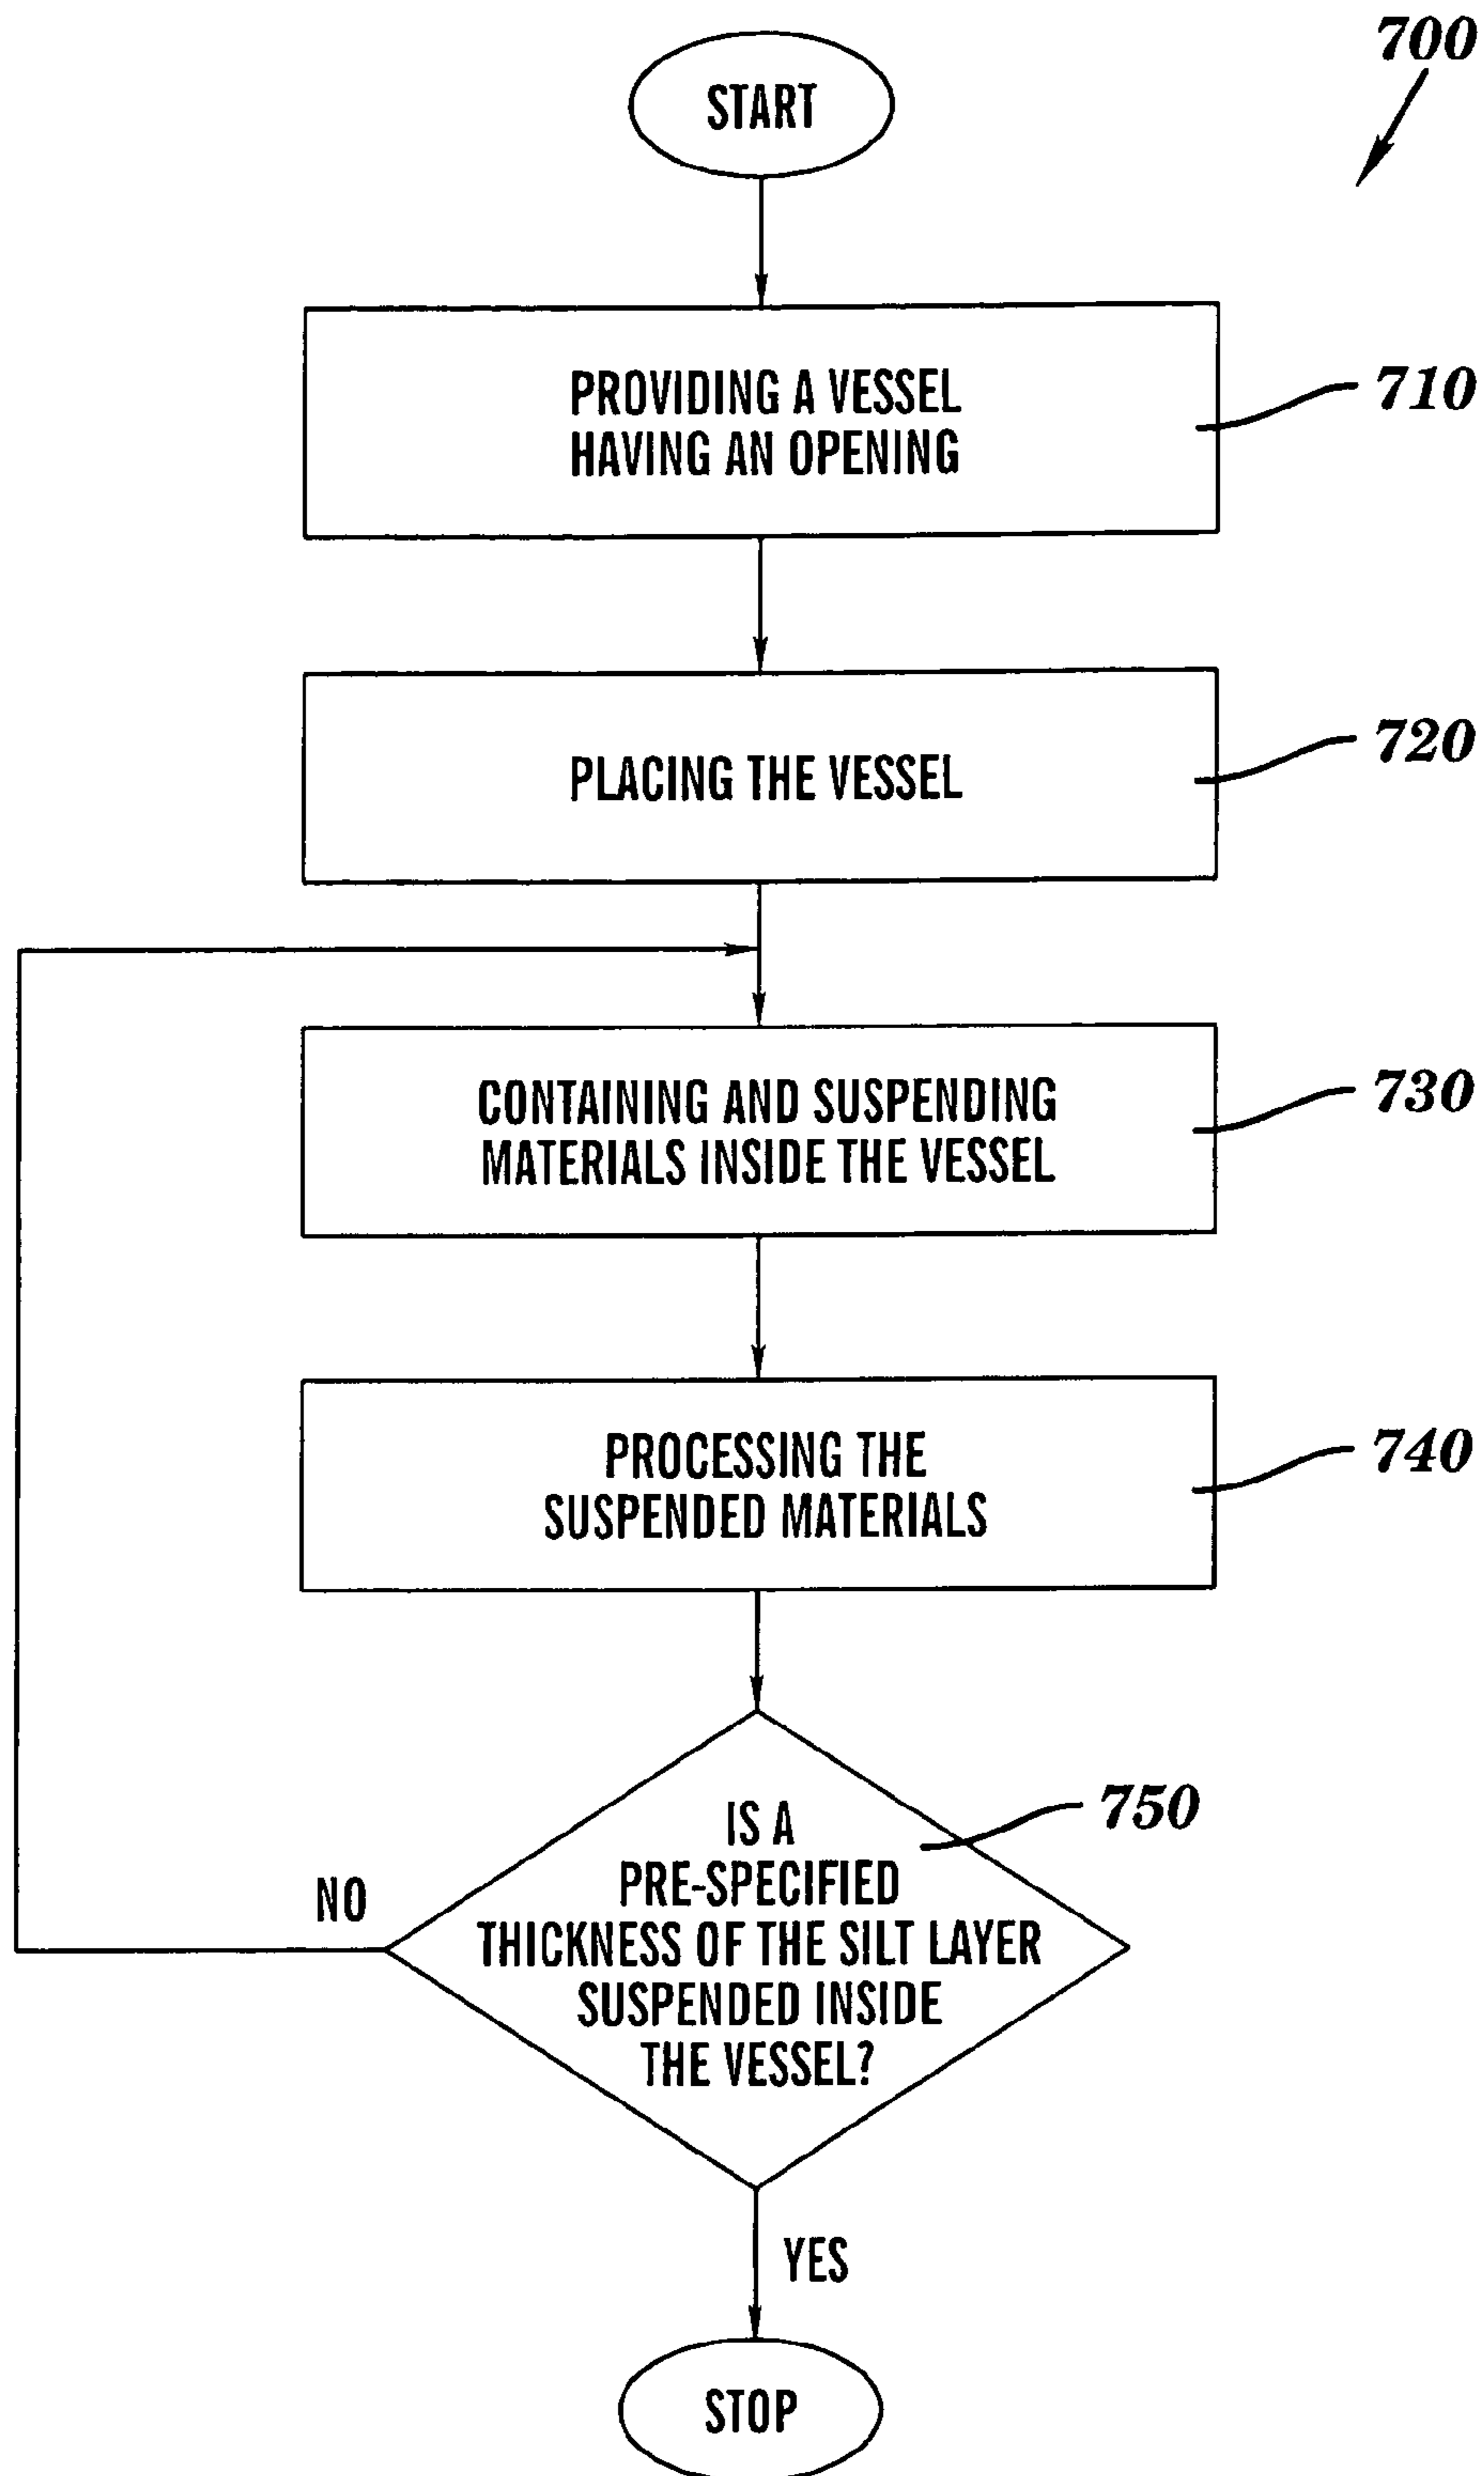 START
700
PROVIDING A VESSEL
HAVING AN OPENING
710
PLACING THE VESSEL
720
CONTAINING AND SUSPENDING
MATERIALS INSIDE THE VESSEL
730
PROCESSING THE
SUSPENDED MATERIALS
740
IS A
PRE-SPECIFIED
THICKNESS OF THE SILT LAYER
SUSPENDED INSIDE
THE VESSEL?
750
NO
YES
STOP